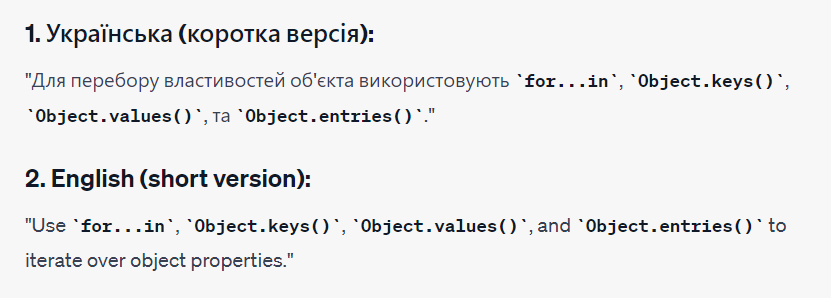 1. Українська (коротка версія):
"Для перебору властивостей об'єкта використовують `for...in`, `Object.keys()`,
`Object.values()`, та `Object.entries()`."
2. English (short version):
"Use `for...in`, `Object.keys()`, `Object.values()`, and `Object.entries()` to
iterate over object properties."